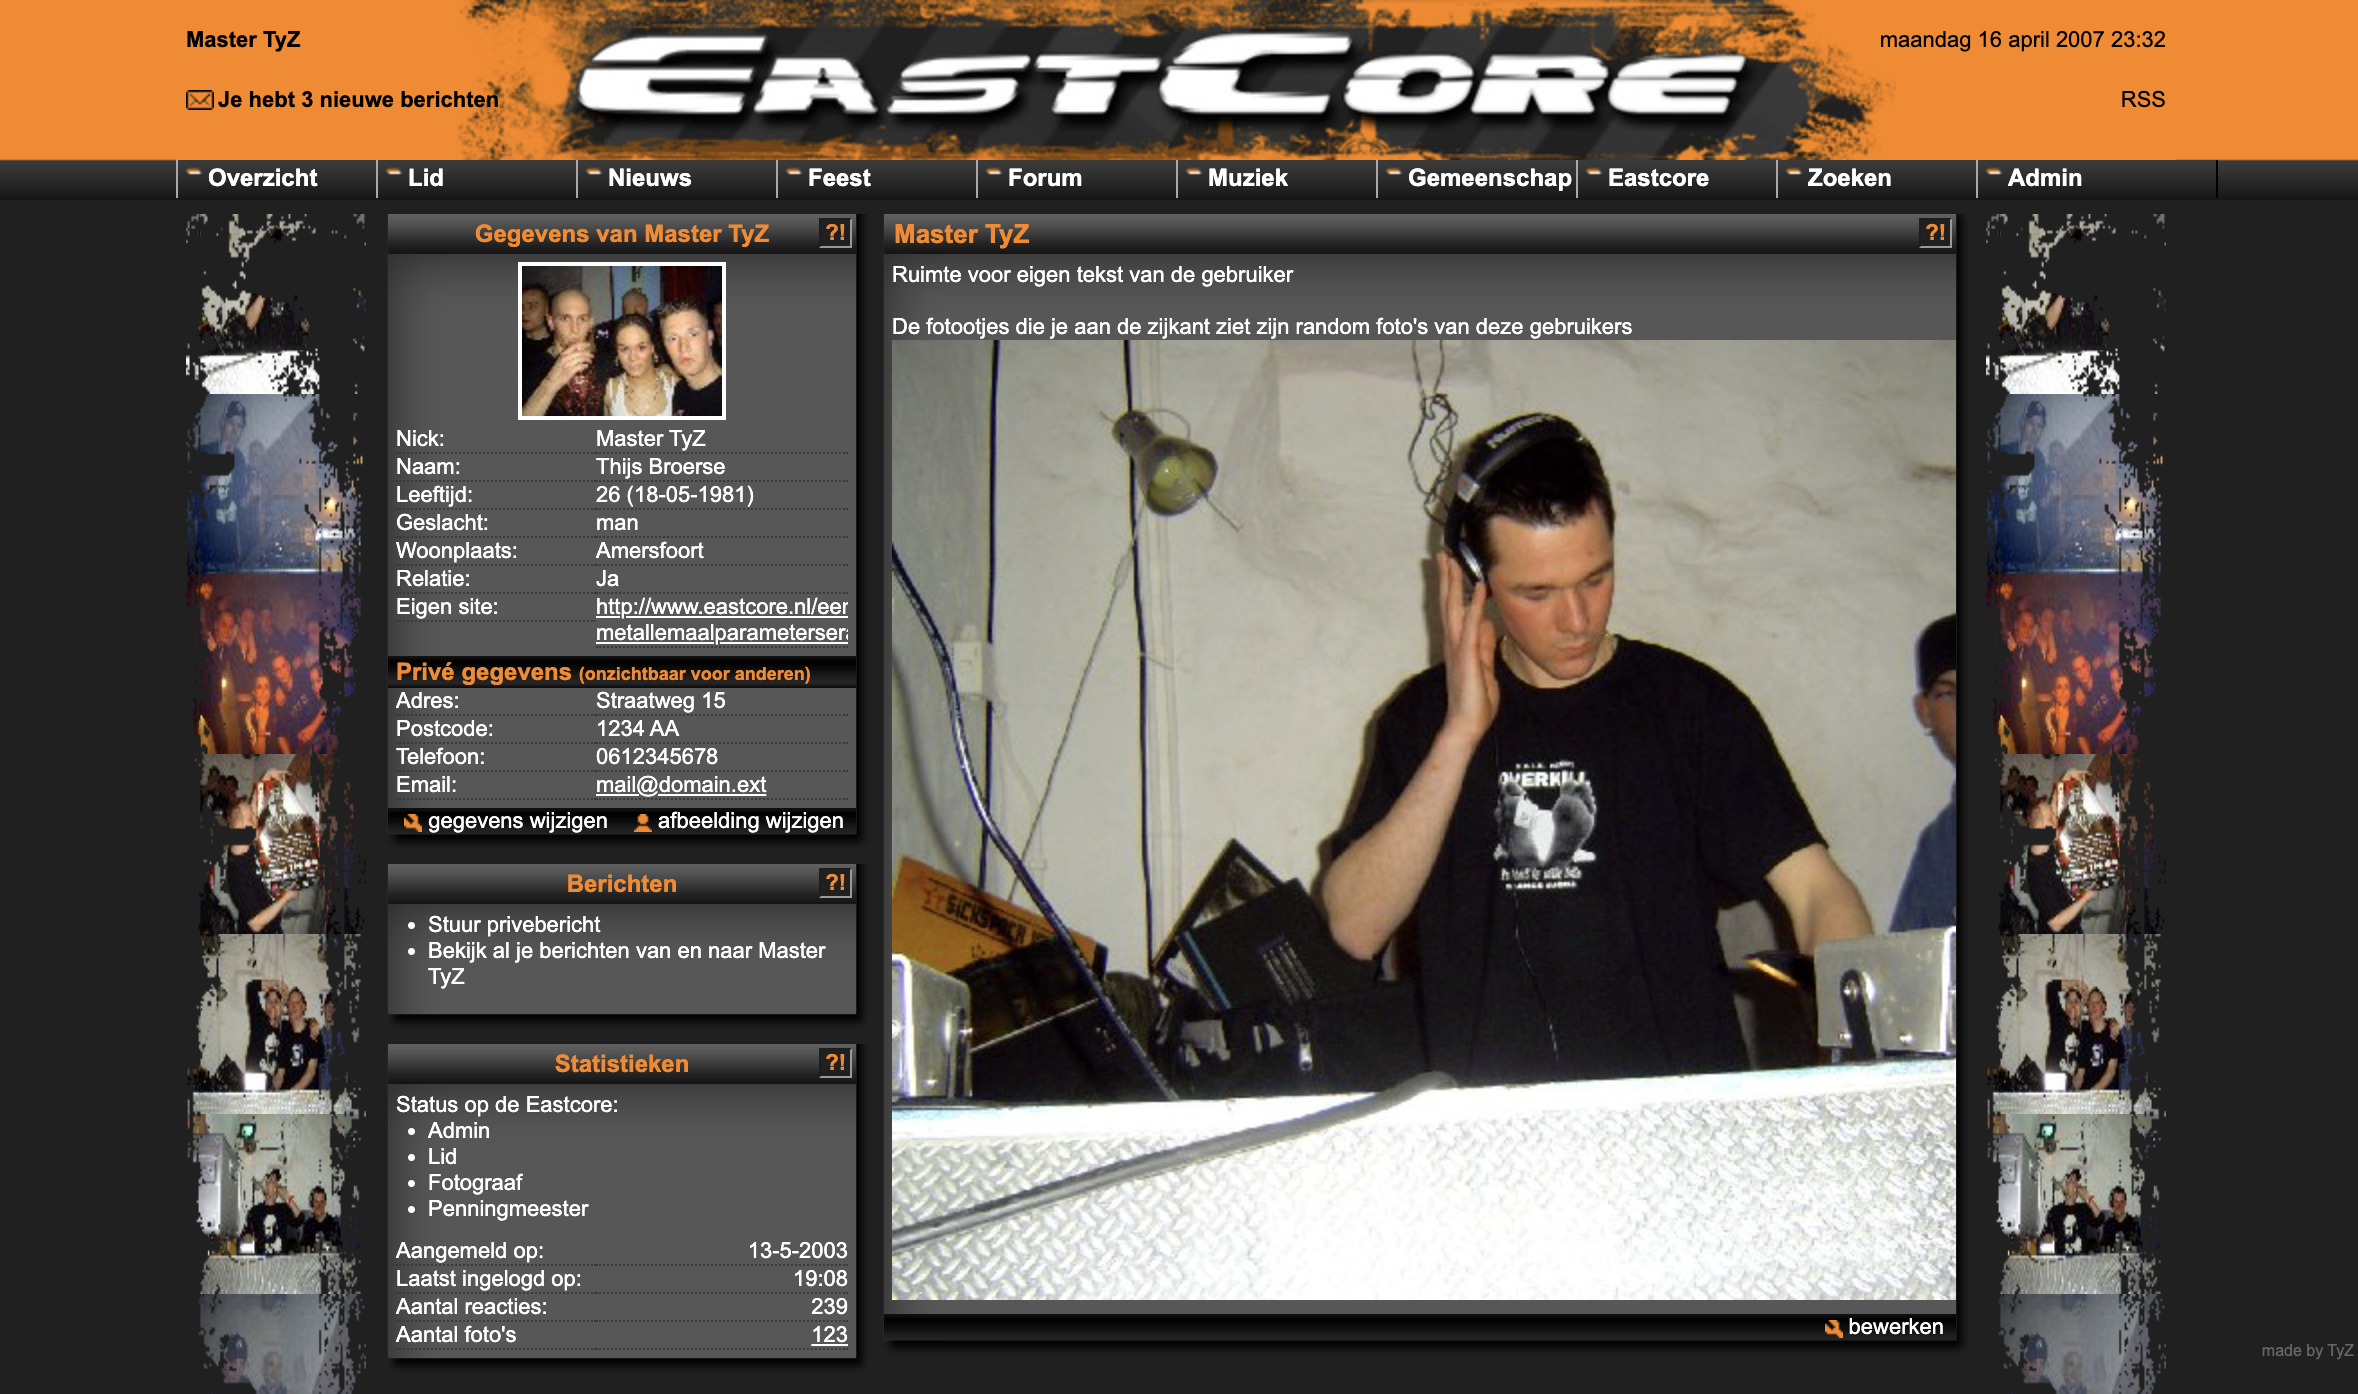 Master TyZ
Je hebt 3 nieuwe berichten
EASTCORE
maandag 16 april 2007 23:32
RSS
Overzicht
Lid
Nieuws
Feest
Forum
Muziek
Gemeenschap
Eastcore
Zoeken
Admin
Gegevens van Master TyZ ?!
Nick: Master TyZ
Naam: Thijs Broerse
Leeftijd: 26 (18-05-1981)
Geslacht: man
Woonplaats: Amersfoort
Relatie: Ja
Eigen site: http://www.eastcore.nl/eer
metallemaalparametersera
Privé gegevens (onzichtbaar voor anderen)
Adres: Straatweg 15
Postcode: 1234 AA
Telefoon: 0612345678
Email: mail@domain.ext
gegevens wijzigen afbeelding wijzigen
Berichten ?!
Stuur privebericht
Bekijk al je berichten van en naar Master
TyZ
Statistieken ?!
Status op de Eastcore:
Admin
Lid
Fotograaf
Penningmeester
Aangemeld op: 13-5-2003
Laatst ingelogd op: 19:08
Aantal reacties: 239
Aantal foto's 123
Master TyZ ?!
Ruimte voor eigen tekst van de gebruiker
De fotootjes die je aan de zijkant ziet zijn random foto's van deze gebruikers
OVERKILL
bewerken
made by TyZ